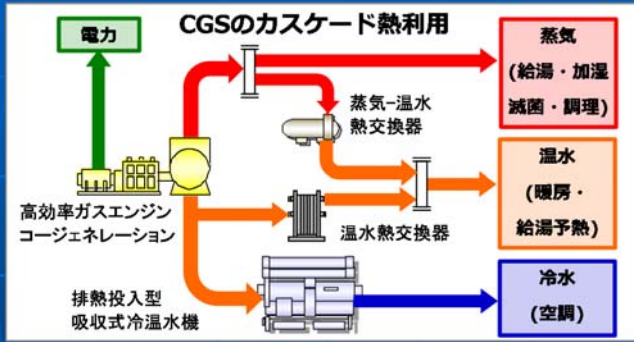 CGSのカスケード熱利用
電力
蒸気
(給湯・加湿
滅菌・調理)
蒸気-温水
熱交換器
温水
(暖房・
給湯予熱)
高効率ガスエンジン
コージェネレーション
温水熱交換器
排熱投入型
吸収式冷温水機
冷水
(空調)